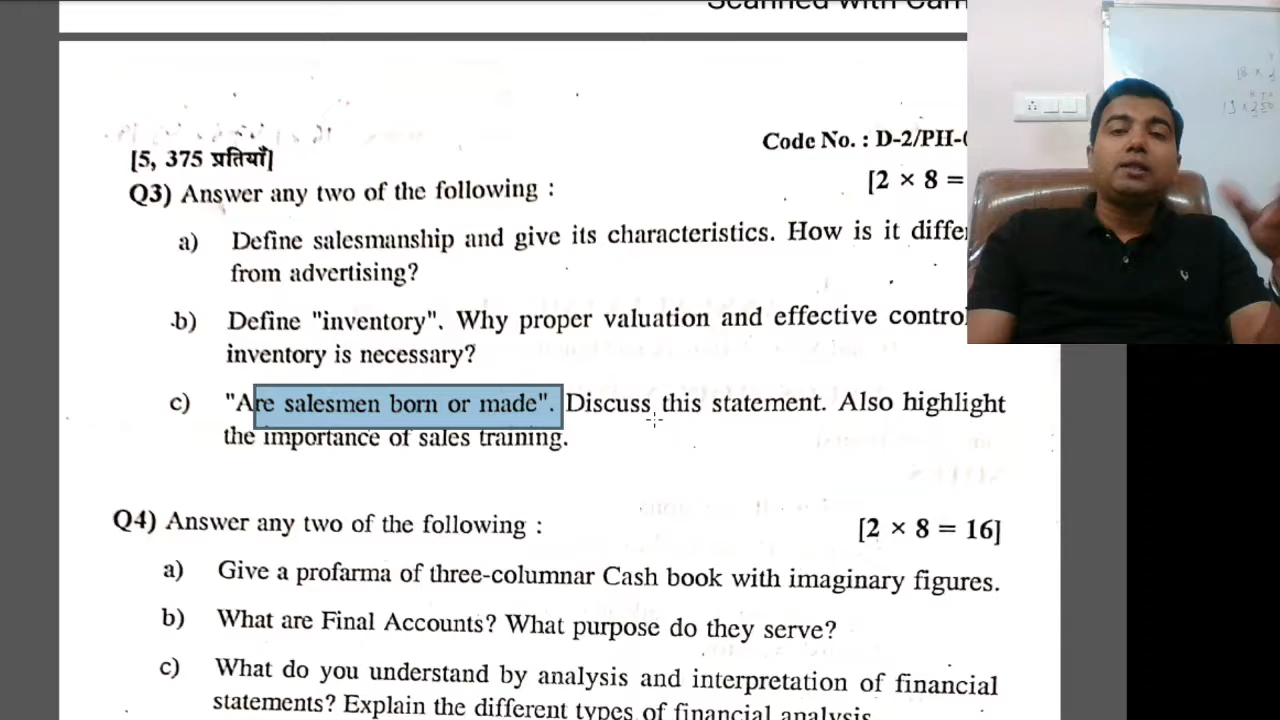 Scanned with Cam
[5, 375 प्रतियाँ]
Code No. : D-2/PH-
Q3) Answer any two of the following :
[2 × 8 =
a) Define salesmanship and give its characteristics. How is it diffe
from advertising?
b) Define "inventory". Why proper valuation and effective contro
inventory is necessary?
c) "Are salesmen born or made". Discuss this statement. Also highlight
the importance of sales training.
Q4) Answer any two of the following :
[2 × 8 = 16]
a) Give a profarma of three-columnar Cash book with imaginary figures.
b) What are Final Accounts? What purpose do they serve?
c) What do you understand by analysis and interpretation of financial
statements? Explain the different types of financial analysis